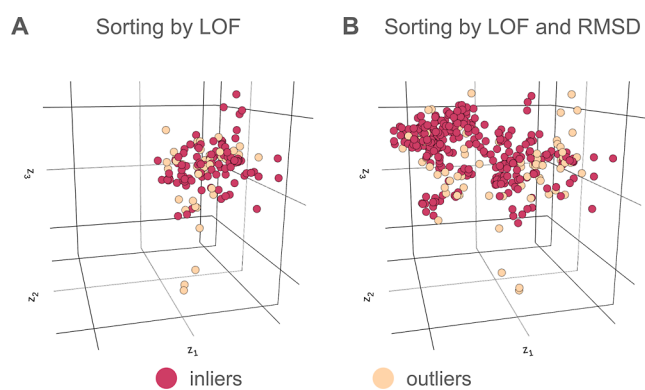 A Sorting by LOF
B Sorting by LOF and RMSD
z3
z2
z1
z3
z2
z1
inliers
outliers